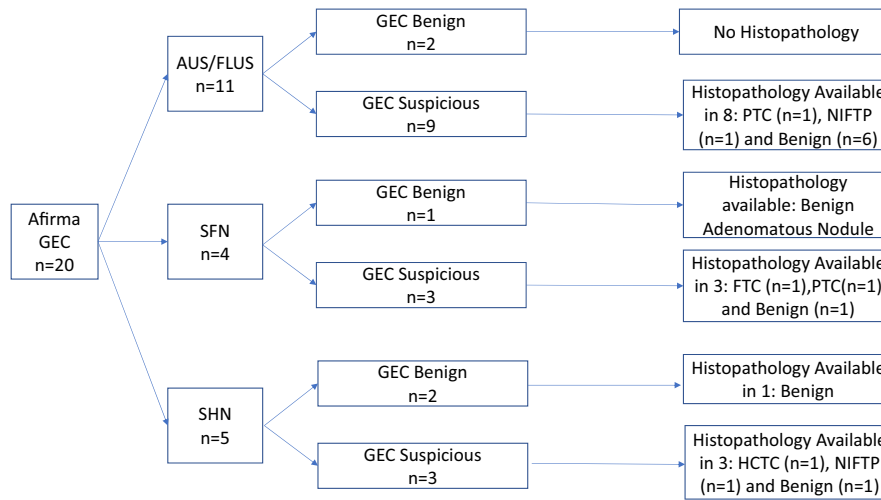 Afirma
GEC
n=20
AUS/FLUS
n=11
GEC Benign
n=2
No Histopathology
GEC Suspicious
n=9
Histopathology Available
in 8: PTC (n=1), NIFTP
(n=1) and Benign (n=6)
SFN
n=4
GEC Benign
n=1
Histopathology
available: Benign
Adenomatous Nodule
GEC Suspicious
n=3
Histopathology Available
in 3: FTC (n=1),PTC(n=1)
and Benign (n=1)
SHN
n=5
GEC Benign
n=2
Histopathology Available
in 1: Benign
GEC Suspicious
n=3
Histopathology Available
in 3: HCTC (n=1), NIFTP
(n=1) and Benign (n=1)